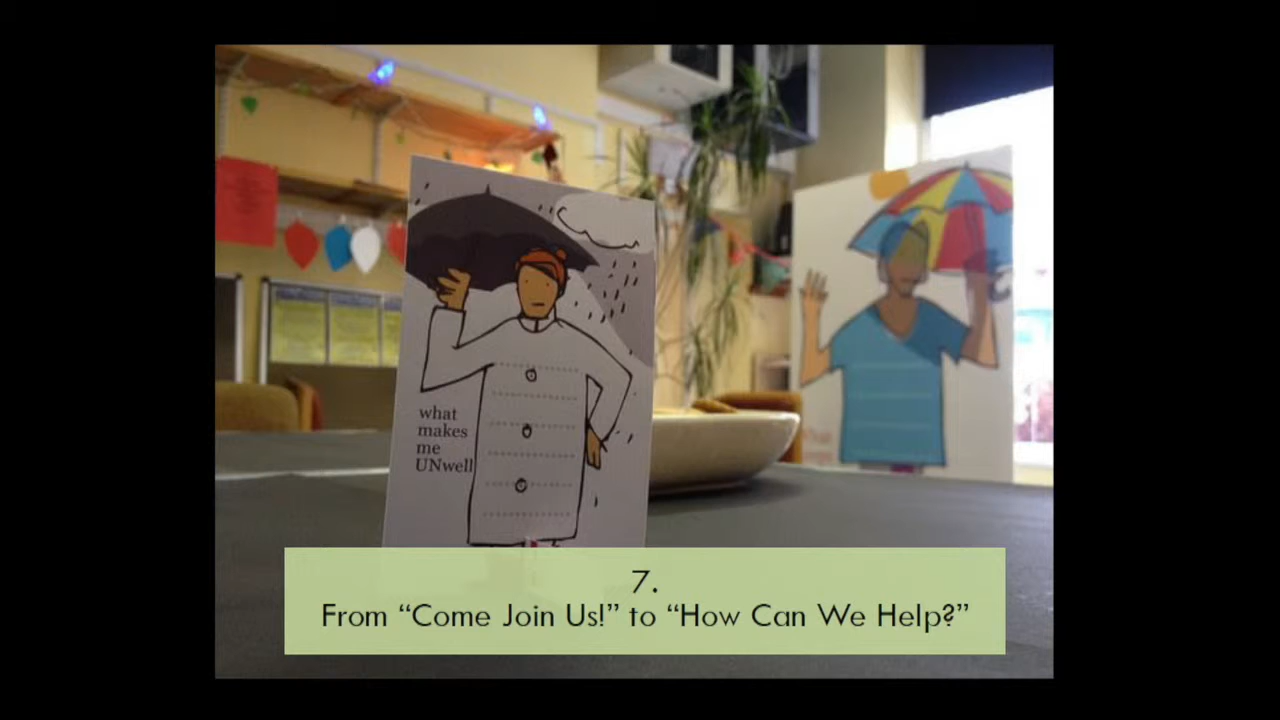 what
makes
me
UNwell
7.
From “Come Join Us!” to “How Can We Help?”